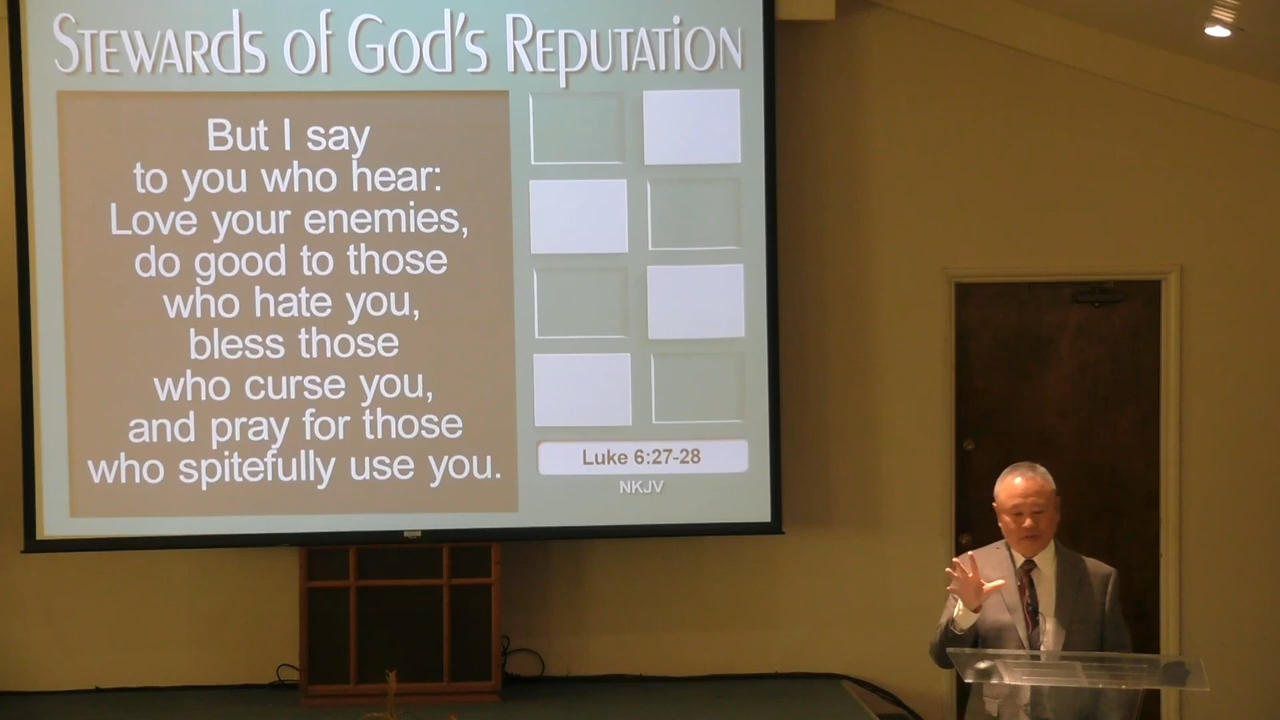 Stewards of God's Reputation
But I say
to you who hear:
Love your enemies,
do good to those
who hate you,
bless those
who curse you,
and pray for those
who spitefully use you.
Luke 6:27-28
NKJV